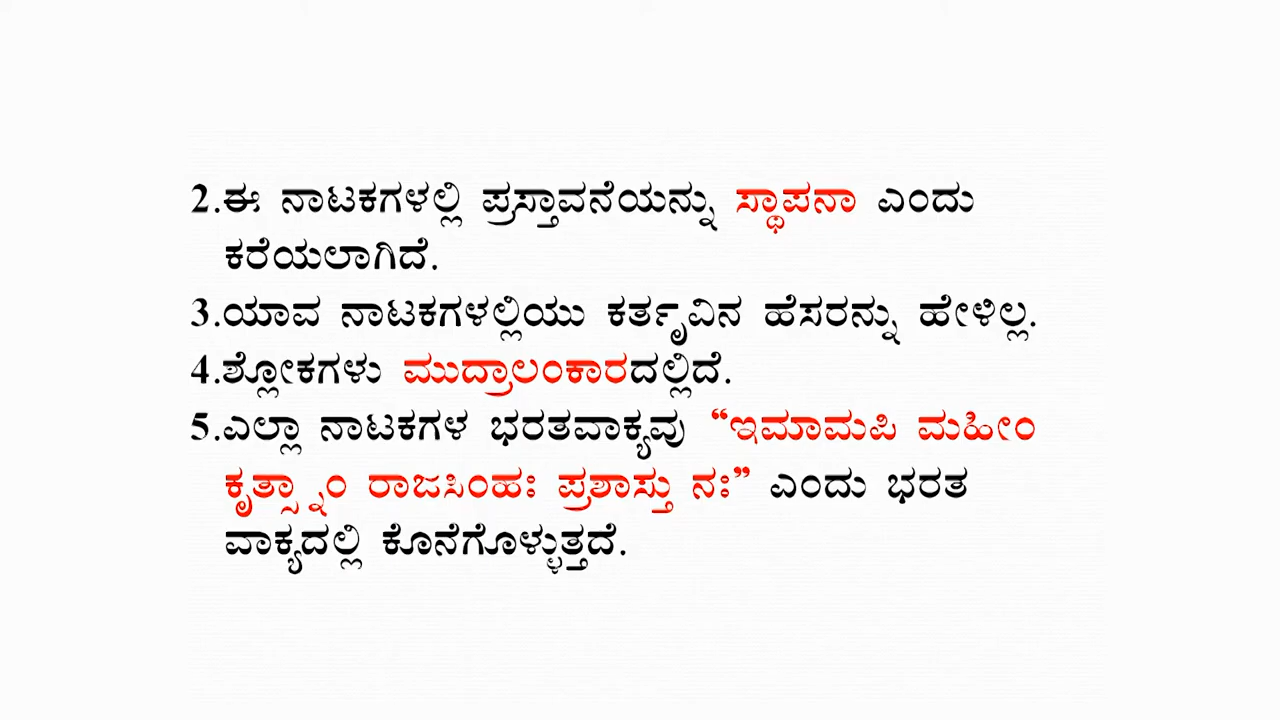 2.ಈ ನಾಟಕಗಳಲ್ಲಿ ಪ್ರಸ್ತಾವನೆಯನ್ನು ಸ್ಥಾಪನಾ ಎಂದು
ಕರೆಯಲಾಗಿದೆ.
3.ಯಾವ ನಾಟಕಗಳಲ್ಲಿಯು ಕರ್ತೃವಿನ ಹೆಸರನ್ನು ಹೇಳಿಲ್ಲ.
4.ಶ್ಲೋಕಗಳು ಮುದ್ರಾಲಂಕಾರದಲ್ಲಿದೆ.
5.ಎಲ್ಲಾ ನಾಟಕಗಳ ಭರತವಾಕ್ಯವು “ಇಮಾಮಪಿ ಮಹೀಂ
ಕೃತ್ಸ್ನಾಂ ರಾಜಸಿಂಹಃ ಪ್ರಶಾಸ್ತು ನಃ” ಎಂದು ಭರತ
ವಾಕ್ಯದಲ್ಲಿ ಕೊನೆಗೊಳ್ಳುತ್ತದೆ.